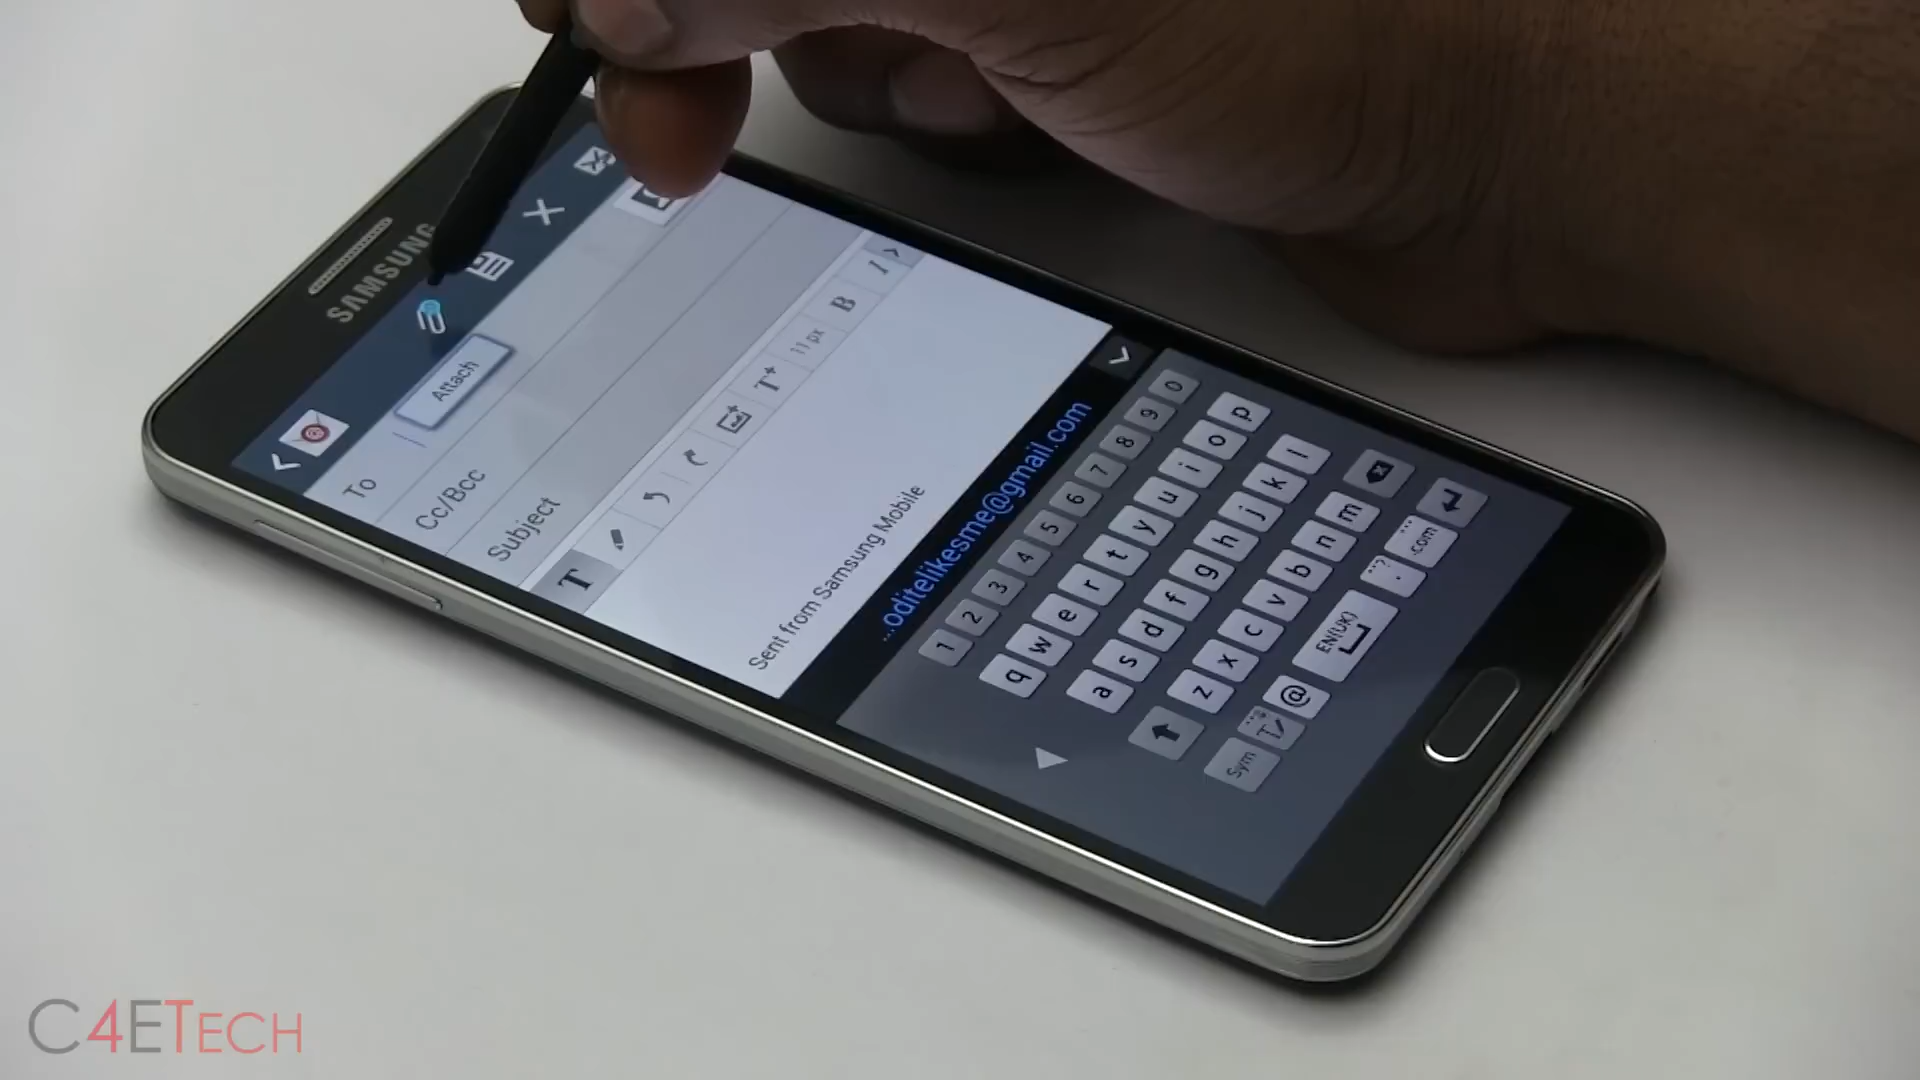 SAMSUNG
Attach
To
Cc/Bcc
Subject
T T+ 11 px B I
Sent from Samsung Mobile
...oditelikesme@gmail.com
1 2 3 4 5 6 7 8 9 0
q w e r t y u i o p
a s d f g h j k l
z x c v b n m
Sym T @ EN(UK) . .com
C4ETECH